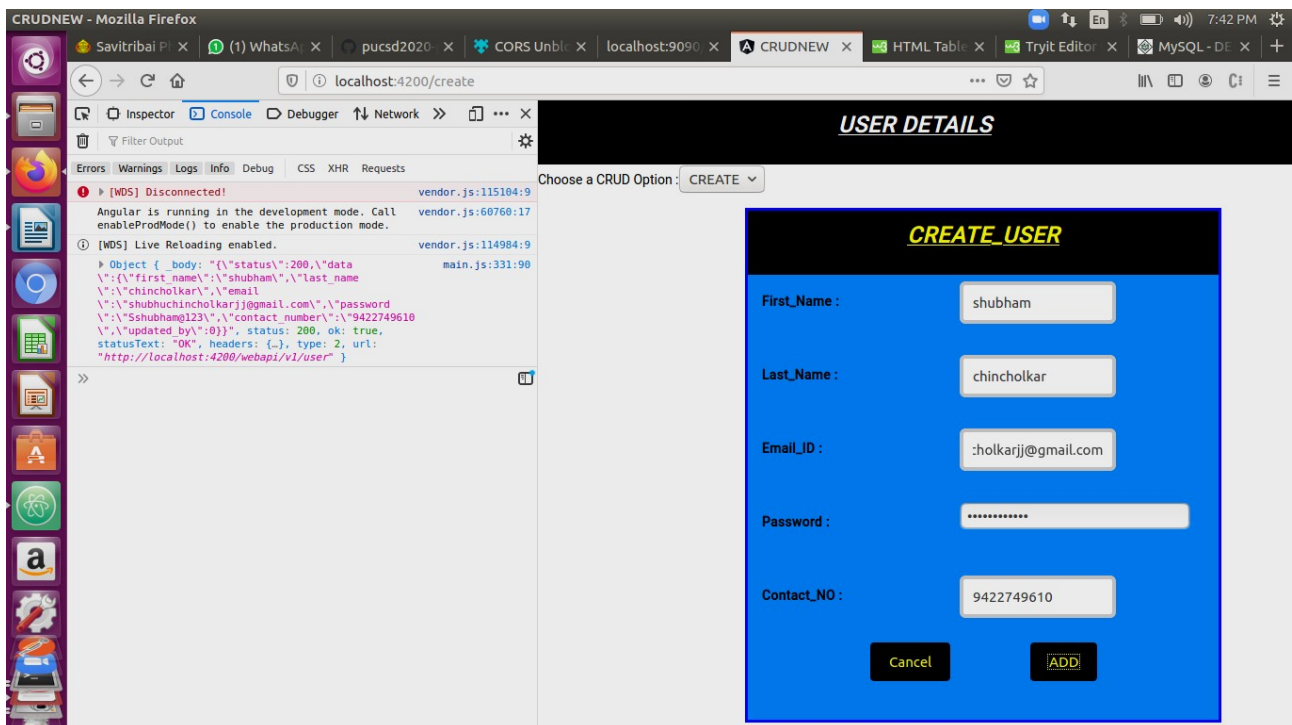 CRUDNEW - Mozilla Firefox
En
7:42 PM
Savitribai P
(1) WhatsA
pucsd2020-
CORS Unblo
localhost:9090
CRUDNEW
HTML Table
Tryit Editor
MySQL - DE
localhost:4200/create
Inspector Console Debugger Network
Filter Output
Errors Warnings Logs Info Debug CSS XHR Requests
[WDS] Disconnected! vendor.js:115104:9
Angular is running in the development mode. Call vendor.js:60760:17
enableProdMode() to enable the production mode.
[WDS] Live Reloading enabled. vendor.js:114984:9
Object { _body: "{\"status\":200,\"data main.js:331:90
\":{\"first_name\":\"shubham\",\"last_name
\":\"chincholkar\",\"email
\":\"shubhuchincholkarjj@gmail.com\",\"password
\":\"Sshubham@123\",\"contact_number\":\"9422749610
\",\"updated_by\":0}}", status: 200, ok: true,
statusText: "OK", headers: {…}, type: 2, url:
"http://localhost:4200/webapi/v1/user" }
USER DETAILS
Choose a CRUD Option : CREATE
CREATE_USER
First_Name : shubham
Last_Name : chincholkar
Email_ID : cholkarjj@gmail.com
Password : ••••••••••••
Contact_NO : 9422749610
Cancel ADD